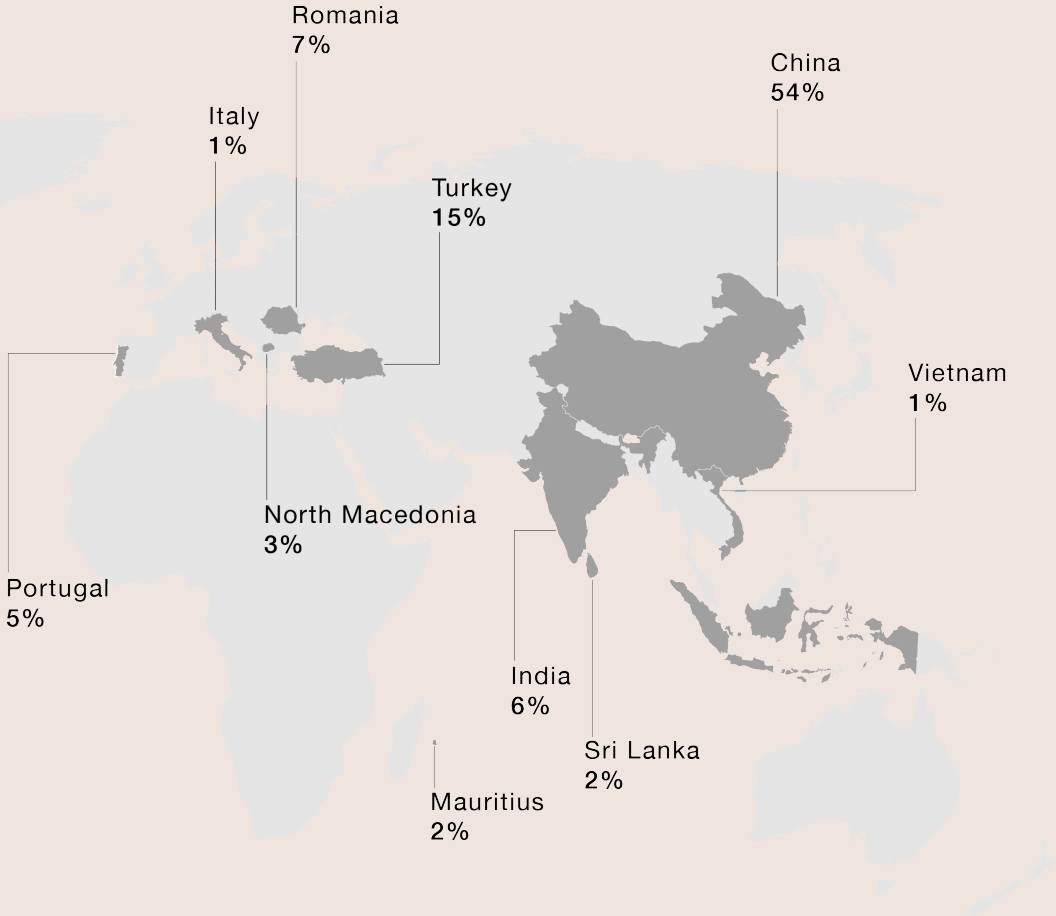 Romania
7%
China
54%
Italy
1%
Turkey
15%
Vietnam
1%
North Macedonia
3%
Portugal
5%
India
6%
Sri Lanka
2%
Mauritius
2%